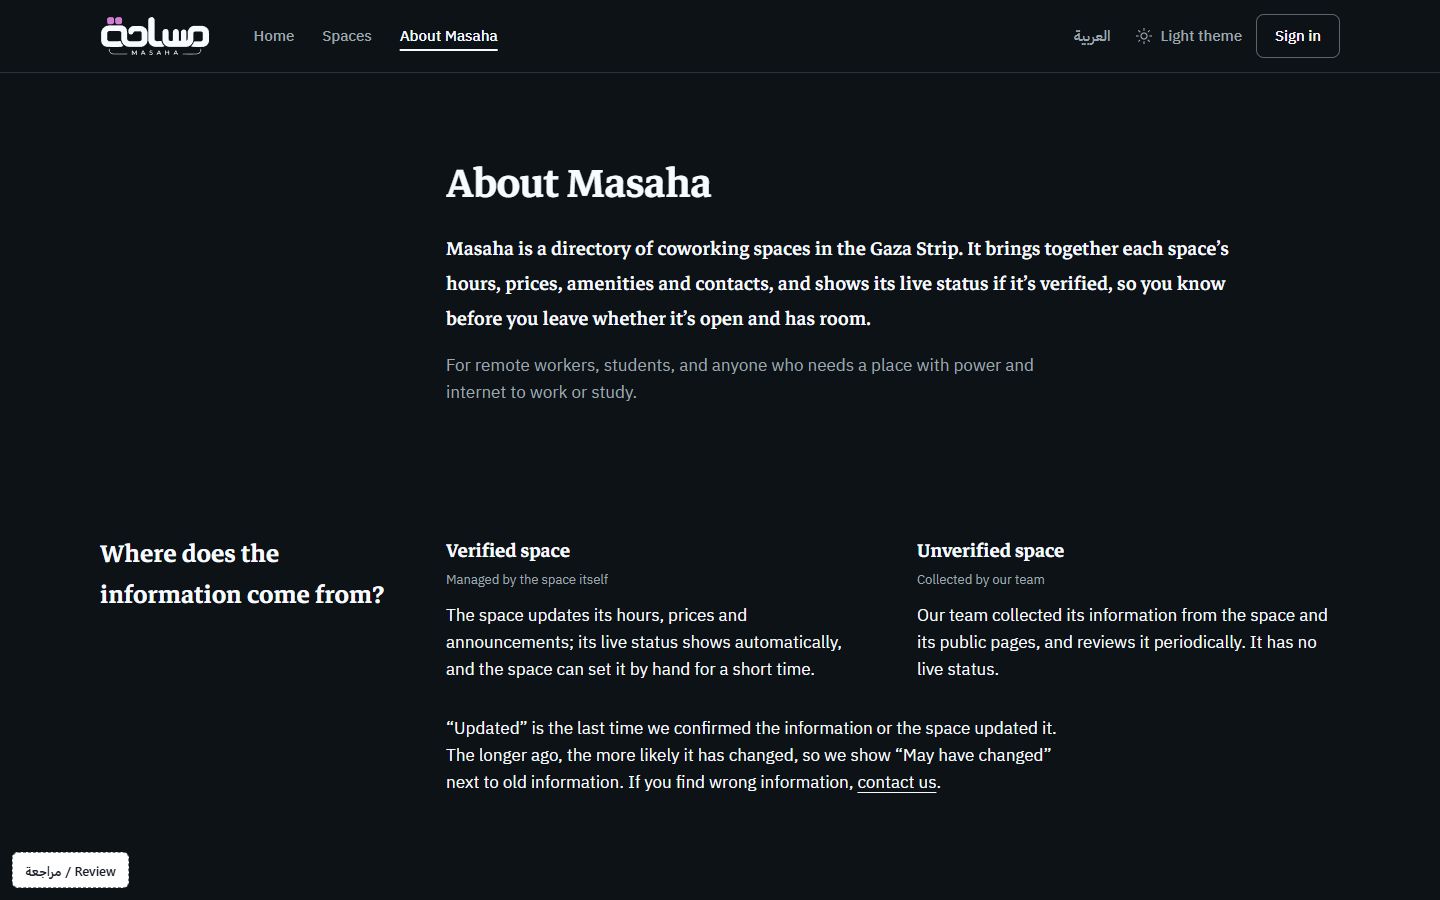 مساحة
MASAHA
Home
Spaces
About Masaha
العربية
Light theme
Sign in
About Masaha
Masaha is a directory of coworking spaces in the Gaza Strip. It brings together each space’s
hours, prices, amenities and contacts, and shows its live status if it’s verified, so you know
before you leave whether it’s open and has room.
For remote workers, students, and anyone who needs a place with power and
internet to work or study.
Where does the
information come from?
Verified space
Managed by the space itself
The space updates its hours, prices and
announcements; its live status shows automatically,
and the space can set it by hand for a short time.
Unverified space
Collected by our team
Our team collected its information from the space and
its public pages, and reviews it periodically. It has no
live status.
“Updated” is the last time we confirmed the information or the space updated it.
The longer ago, the more likely it has changed, so we show “May have changed”
next to old information. If you find wrong information, contact us.
مراجعة / Review